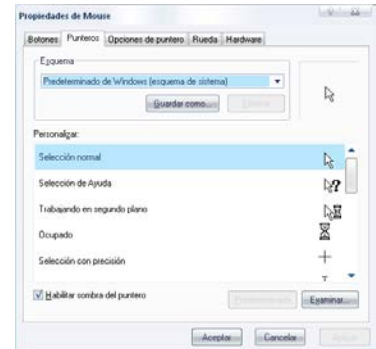 Propiedades de Mouse
Botones Punteros Opciones de puntero Rueda Hardware
Esquema
Predeterminado de Windows (esquema de sistema)
Guardar como... Eliminar
Personalizar:
Selección normal
Selección de Ayuda
Trabajando en segundo plano
Ocupado
Selección con precisión
Habilitar sombra del puntero
Examinar...
Aceptar Cancelar Aplicar